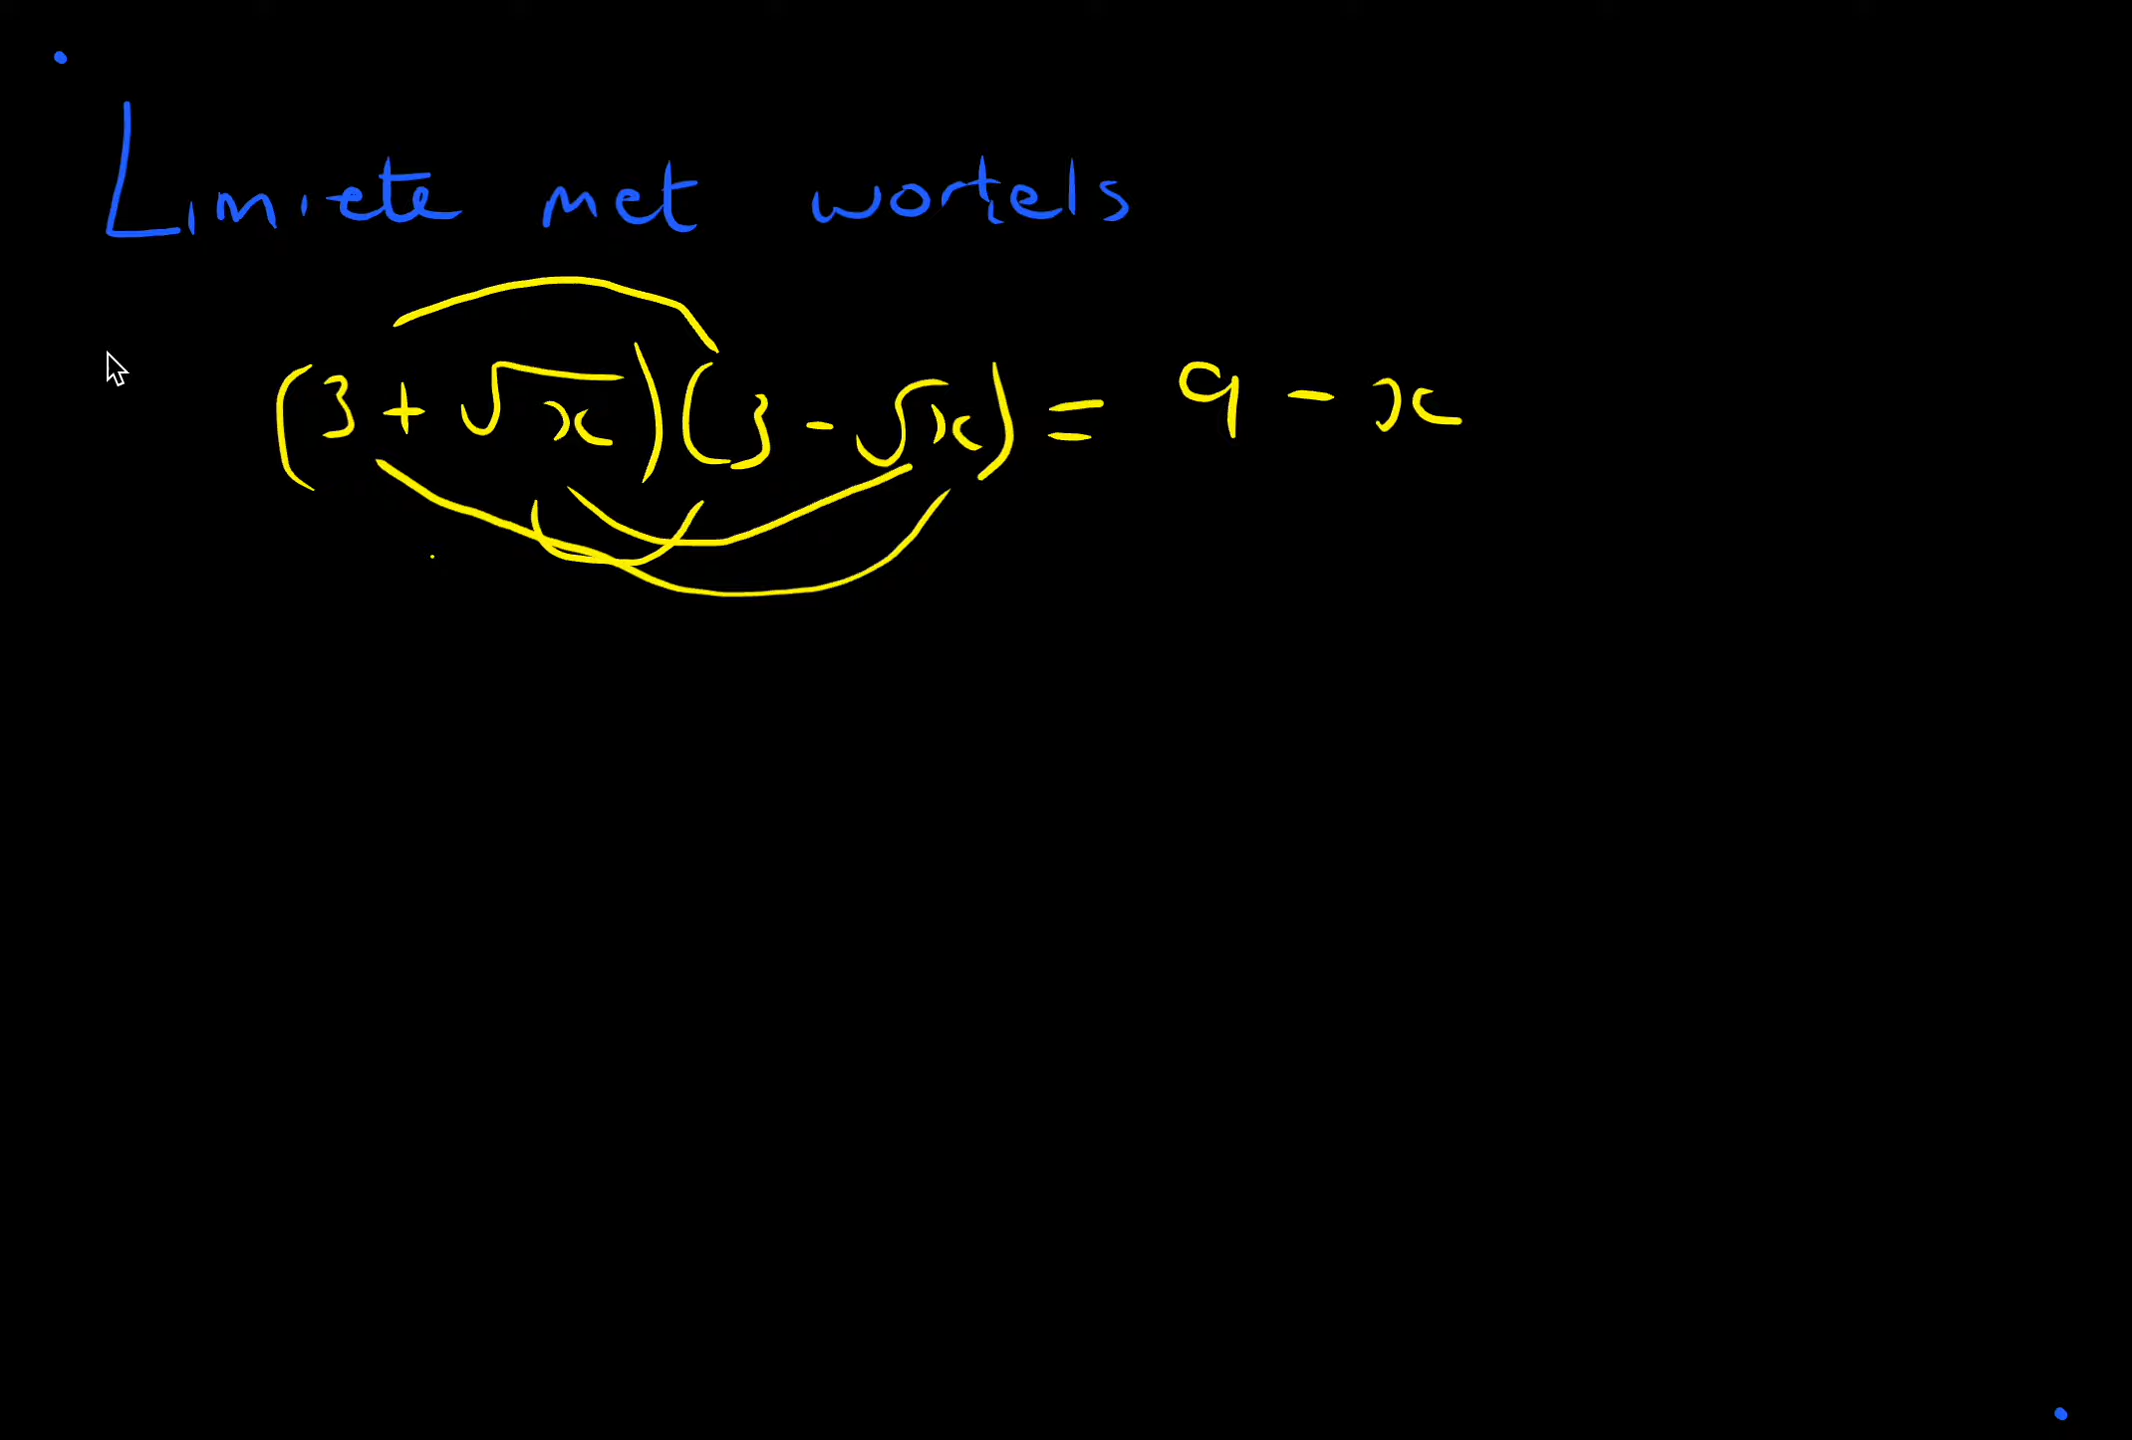 Limiete met wortels
(3 + √x)(3 - √x) = 9 - x